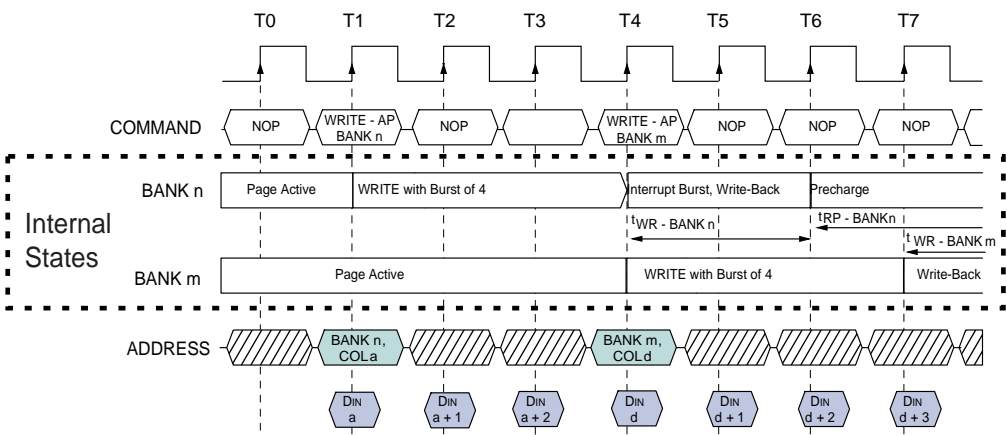 T0 T1 T2 T3 T4 T5 T6 T7
COMMAND NOP WRITE - AP BANK n NOP WRITE - AP BANK m NOP NOP NOP
BANK n Page Active WRITE with Burst of 4 Interrupt Burst, Write-Back Precharge
Internal States
tWR - BANK n tRP - BANK n
t WR - BANK m
BANK m Page Active WRITE with Burst of 4 Write-Back
ADDRESS BANK n, COL a BANK m, COL d
DIN a DIN a + 1 DIN a + 2 DIN d DIN d + 1 DIN d + 2 DIN d + 3